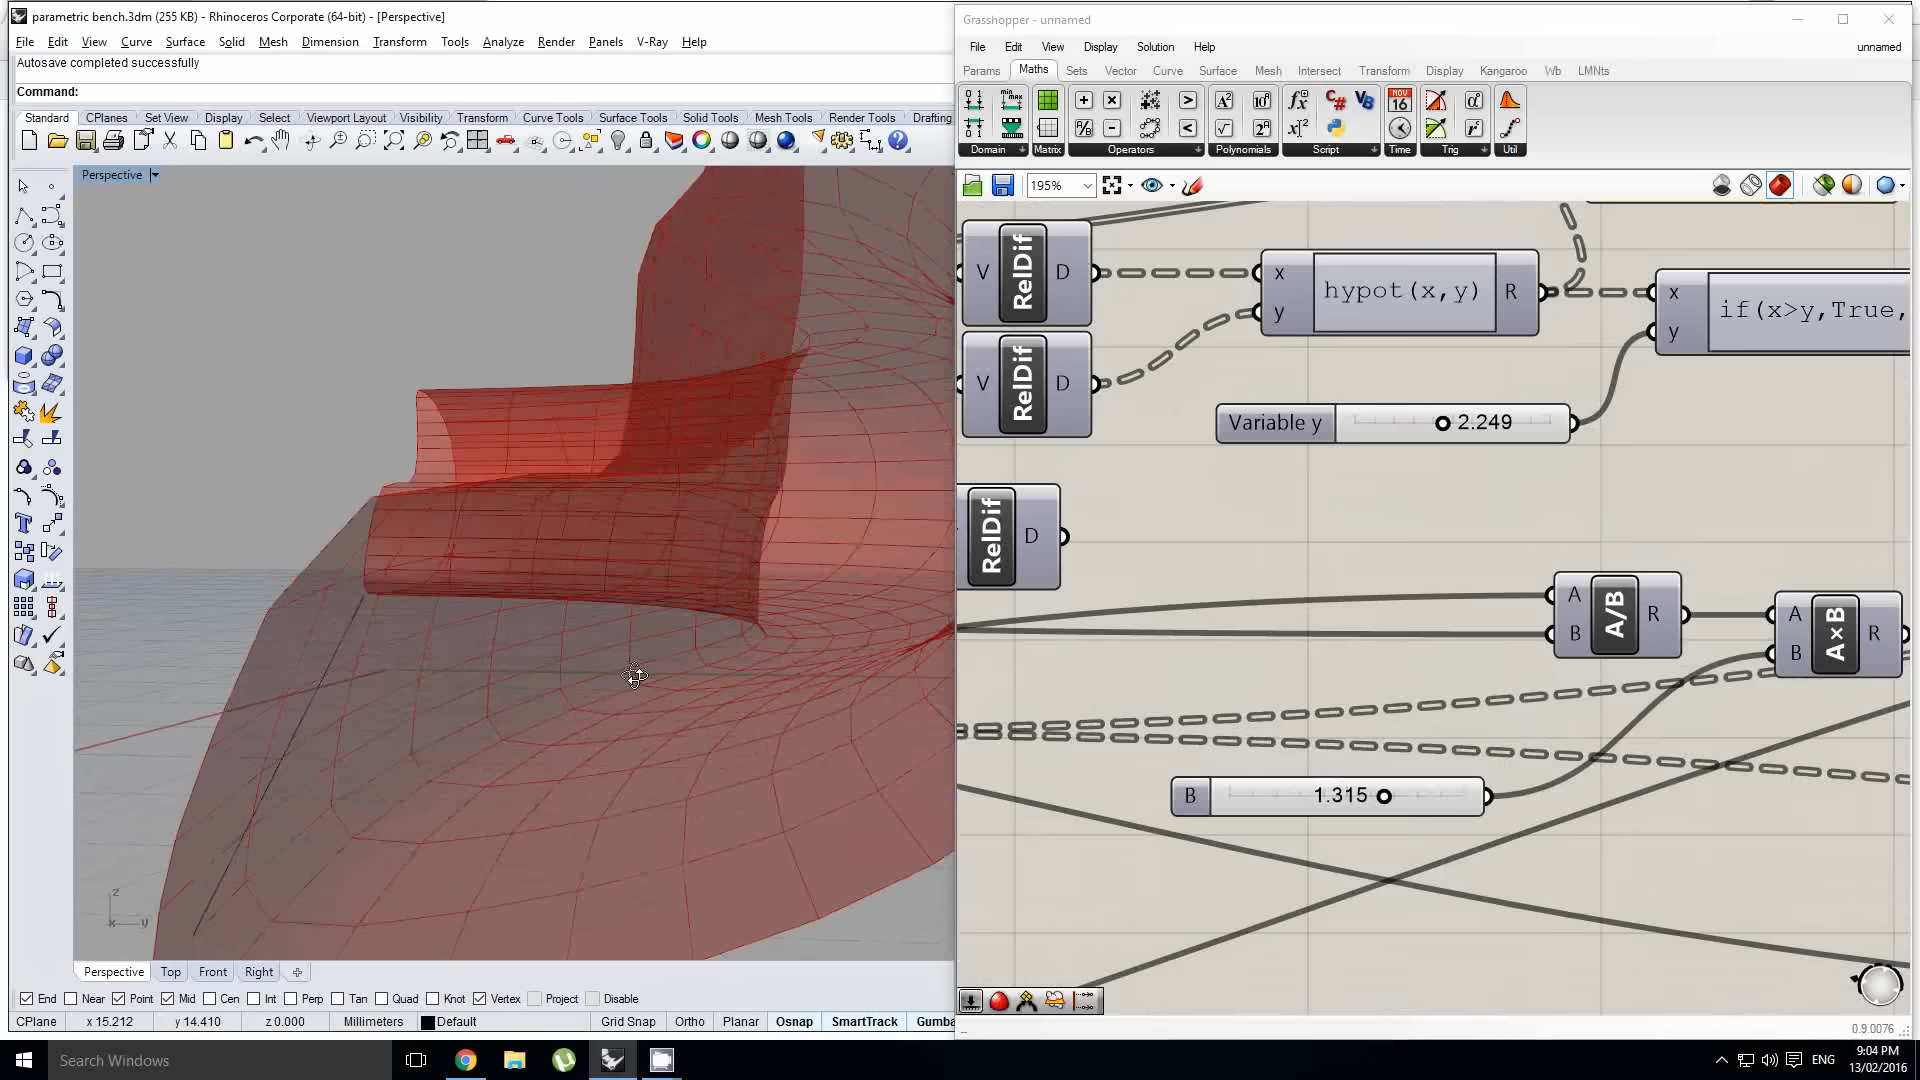 parametric bench.3dm (255 KB) - Rhinoceros Corporate (64-bit) - [Perspective]
File Edit View Curve Surface Solid Mesh Dimension Transform Tools Analyze Render Panels V-Ray Help
Autosave completed successfully
Command:
Standard CPlanes Set View Display Select Viewport Layout Visibility Transform Curve Tools Surface Tools Solid Tools Mesh Tools Render Tools Drafting
Perspective
z
x y
Perspective Top Front Right
End Near Point Mid Cen Int Perp Tan Quad Knot Vertex Project Disable
CPlane x 15.212 y 14.410 z 0.000 Millimeters Default Grid Snap Ortho Planar Osnap SmartTrack Gumba
Grasshopper - unnamed
File Edit View Display Solution Help unnamed
Params Maths Sets Vector Curve Surface Mesh Intersect Transform Display Kangaroo Wb LMNts
Domain Matrix Operators Polynomials Script Time Trig Util
NOV
16
195%
V RelDif D
x
y
hypot(x,y) R
x
y
if(x>y,True,
V RelDif D
Variable y 2.249
RelDif D
A
B
A/B R
A
B
A×B R
B 1.315
0.9.0076
Search Windows
ENG
9:04 PM
13/02/2016